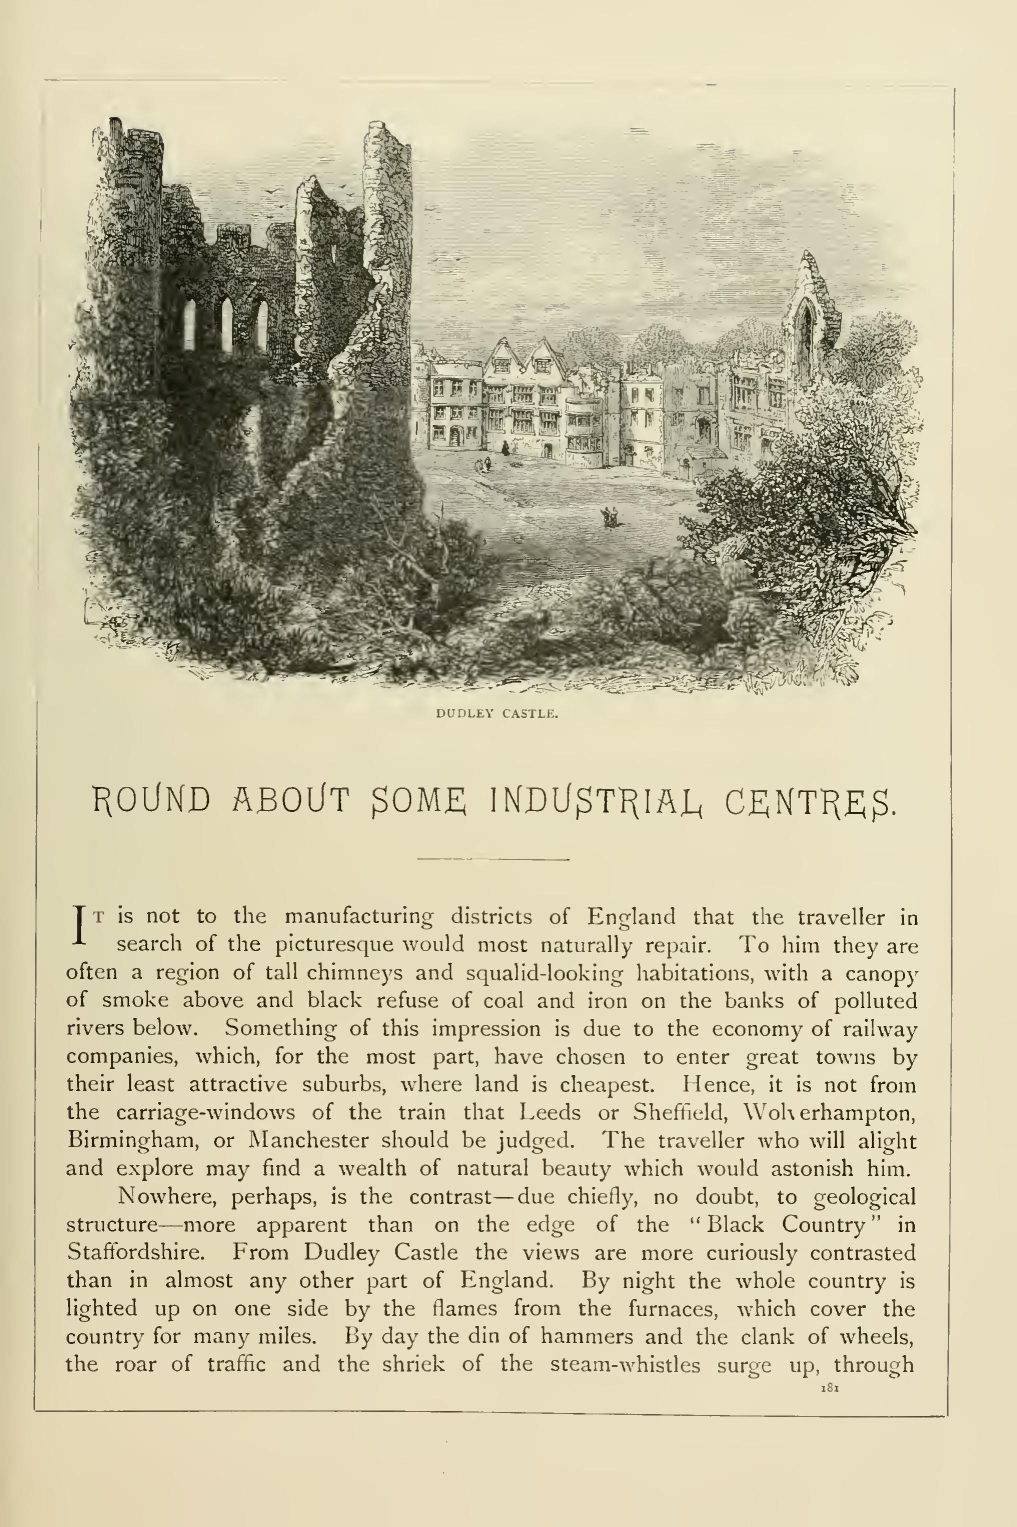 DUDLEY CASTLE.
ROUND ABOUT SOME INDUSTRIAL CENTRES.
IT is not to the manufacturing districts of England that the traveller in
search of the picturesque would most naturally repair. To him they are
often a region of tall chimneys and squalid-looking habitations, with a canopy
of smoke above and black refuse of coal and iron on the banks of polluted
rivers below. Something of this impression is due to the economy of railway
companies, which, for the most part, have chosen to enter great towns by
their least attractive suburbs, where land is cheapest. Hence, it is not from
the carriage-windows of the train that Leeds or Sheffield, Wolverhampton,
Birmingham, or Manchester should be judged. The traveller who will alight
and explore may find a wealth of natural beauty which would astonish him.
Nowhere, perhaps, is the contrast—due chiefly, no doubt, to geological
structure—more apparent than on the edge of the "Black Country" in
Staffordshire. From Dudley Castle the views are more curiously contrasted
than in almost any other part of England. By night the whole country is
lighted up on one side by the flames from the furnaces, which cover the
country for many miles. By day the din of hammers and the clank of wheels,
the roar of traffic and the shriek of the steam-whistles surge up, through
181